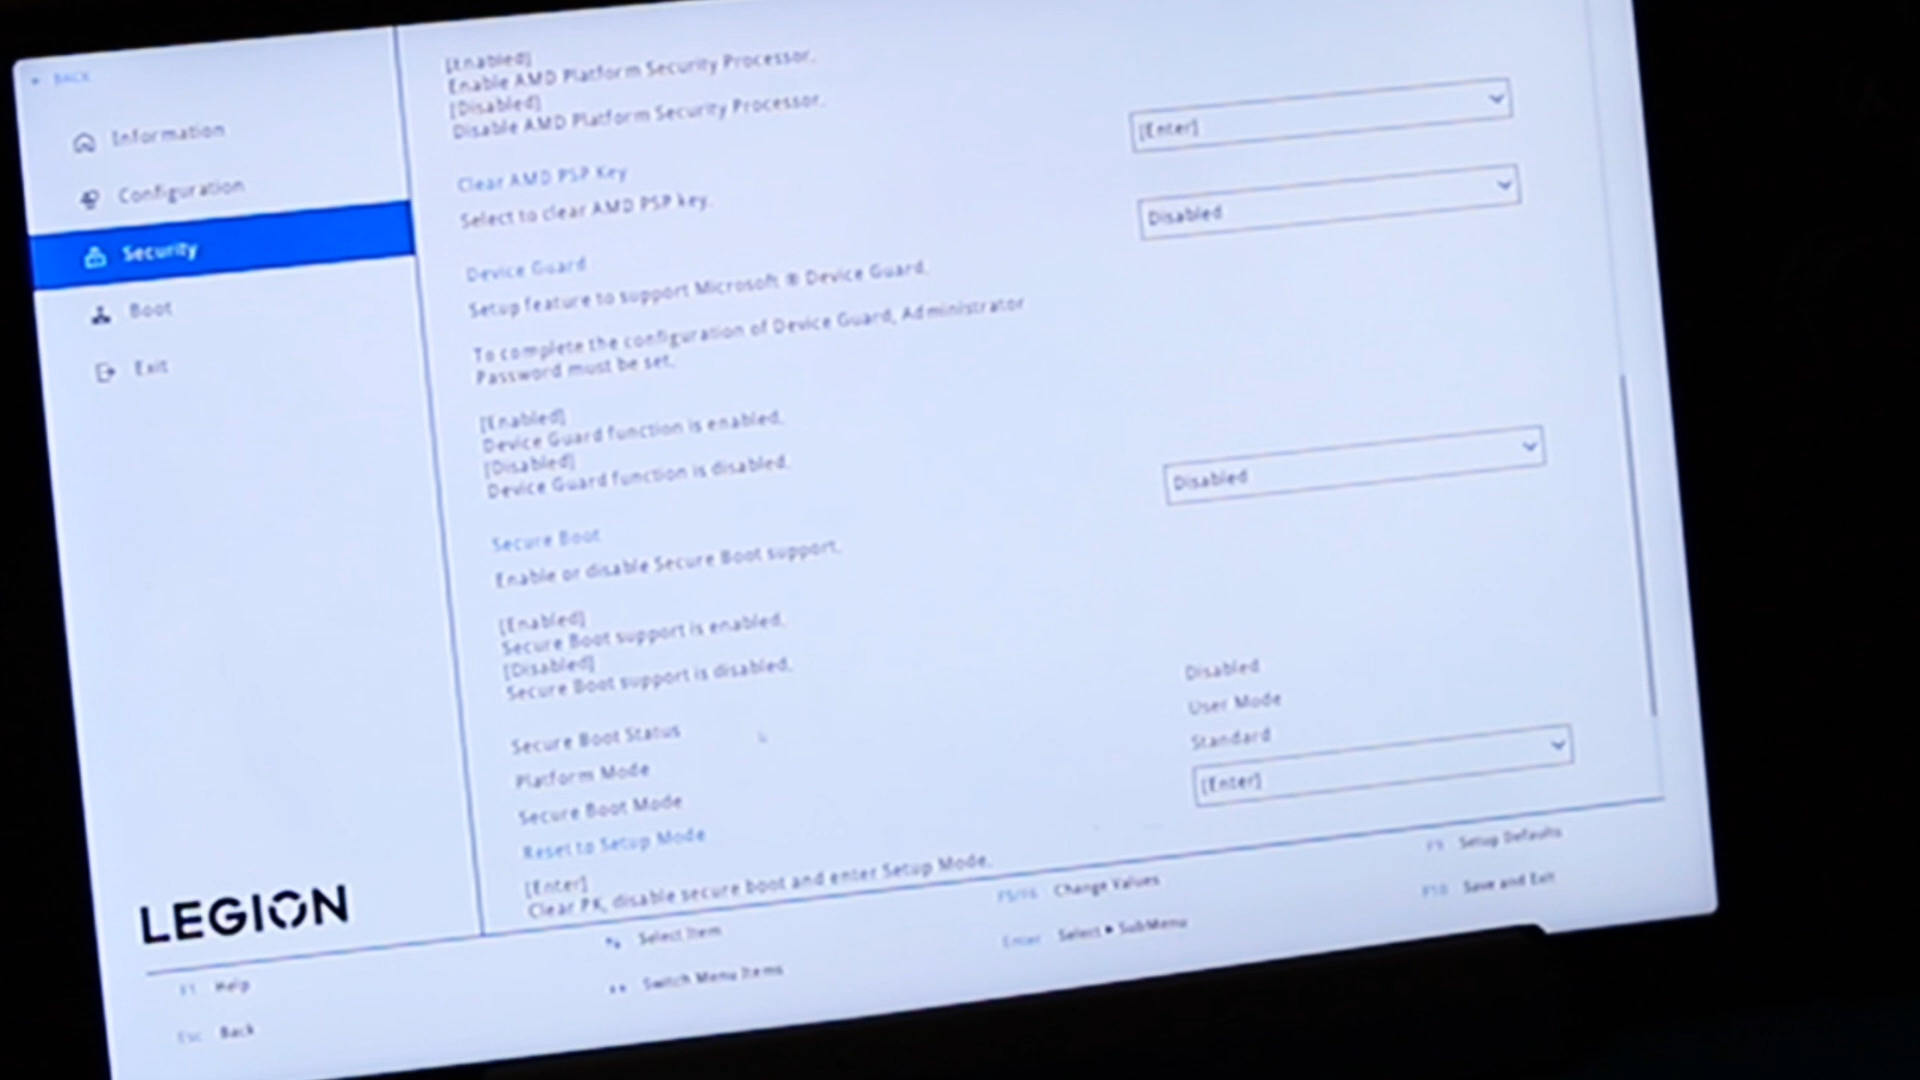 BACK
Information
Configuration
Security
Boot
Exit
LEGION
[Enabled]
Enable AMD Platform Security Processor.
[Disabled]
Disable AMD Platform Security Processor.
Clear AMD PSP Key
[Enter]
Select to clear AMD PSP key.
Device Guard
Disabled
Setup feature to support Microsoft ® Device Guard.
To complete the configuration of Device Guard, Administrator
Password must be set.
[Enabled]
Device Guard function is enabled.
[Disabled]
Device Guard function is disabled.
Secure Boot
Disabled
Enable or disable Secure Boot support.
[Enabled]
Secure Boot support is enabled.
[Disabled]
Secure Boot support is disabled.
Secure Boot Status
Disabled
Platform Mode
User Mode
Secure Boot Mode
Standard
Reset to Setup Mode
[Enter]
[Enter]
Clear PK, disable secure boot and enter Setup Mode.
F1 Help
Select Item
F5/F6 Change Values
F9 Setup Defaults
Esc Back
Switch Menu Items
Enter Select ▸ SubMenu
F10 Save and Exit